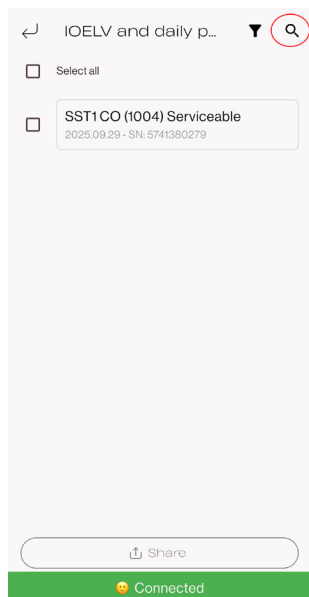 IOELV and daily p...
Select all
SST1 CO (1004) Serviceable
2025.09.29 - SN: 5741380279
Share
Connected